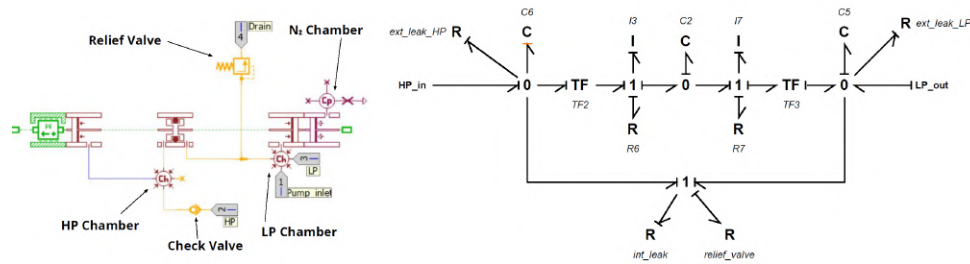 Drain
4
Relief Valve
N₂ Chamber
Cp
Ch
3
LP
Ch
1
Pump_inlet
HP Chamber
2
HP
LP Chamber
Check Valve
C6
I3
C2
I7
C5
ext_leak_HP
R
C
I
C
I
C
R
ext_leak_LP
HP_in
0
TF
1
0
1
TF
0
LP_out
TF2
TF3
R
R
R6
R7
1
R
R
int_leak
relief_valve